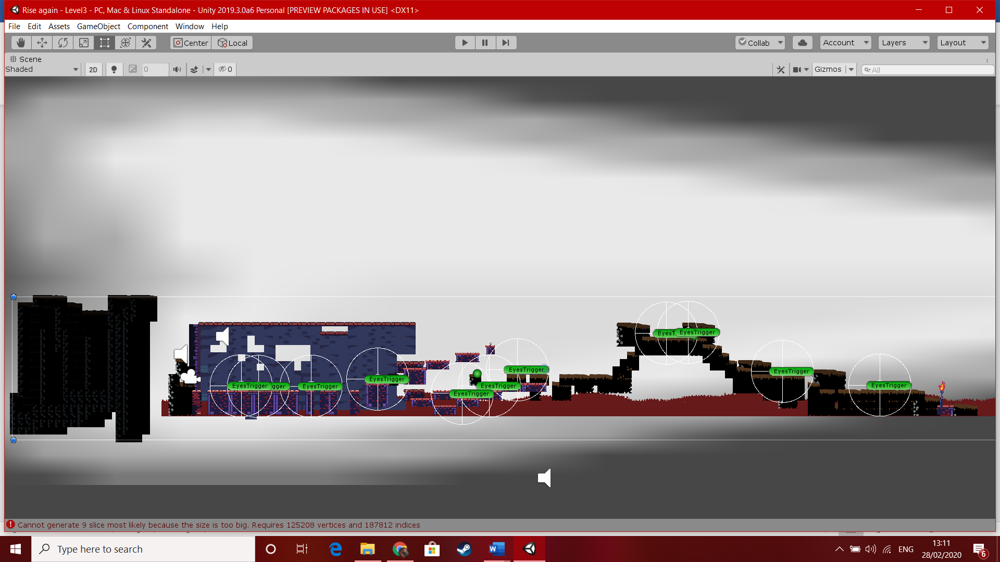 Rise again - Level3 - PC, Mac & Linux Standalone - Unity 2019.3.0a6 Personal [PREVIEW PACKAGES IN USE] <DX11>
File Edit Assets GameObject Component Window Help
Center Local Collab Account Layers Layout
Scene
Shaded 2D 0 0 Gizmos All
EyesT EyesTrigger
EyesTrigger EyesTrigger
EyesTrigger
EyesTrigger gger EyesTrigger EyesTrigger EyesTrigger
EyesTrigger
Cannot generate 9 slice most likely because the size is too big. Requires 125208 vertices and 187812 indices
Type here to search
ENG
13:11
28/02/2020
6